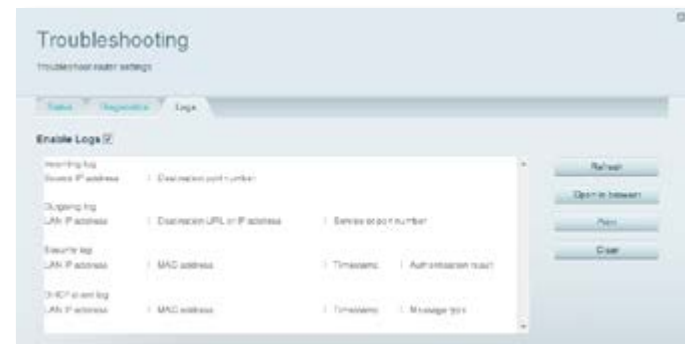 Troubleshooting
Troubleshoot router settings
Status Diagnostics Logs
Enable Logs
Refresh
Incoming log
Source IP address | Destination port number
Open in browser
Outgoing log
LAN IP address | Destination URL or IP address | Service or port number
Print
Security log
Clear
LAN IP address | MAC address | Timestamp | Authentication result
DHCP client log
LAN IP address | MAC address | Timestamp | Message type